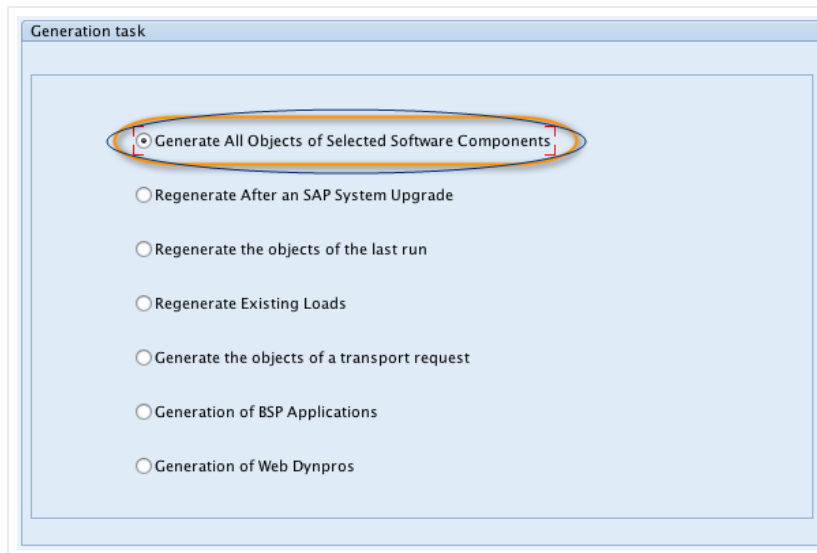 Generation task
Generate All Objects of Selected Software Components
Regenerate After an SAP System Upgrade
Regenerate the objects of the last run
Regenerate Existing Loads
Generate the objects of a transport request
Generation of BSP Applications
Generation of Web Dynpros